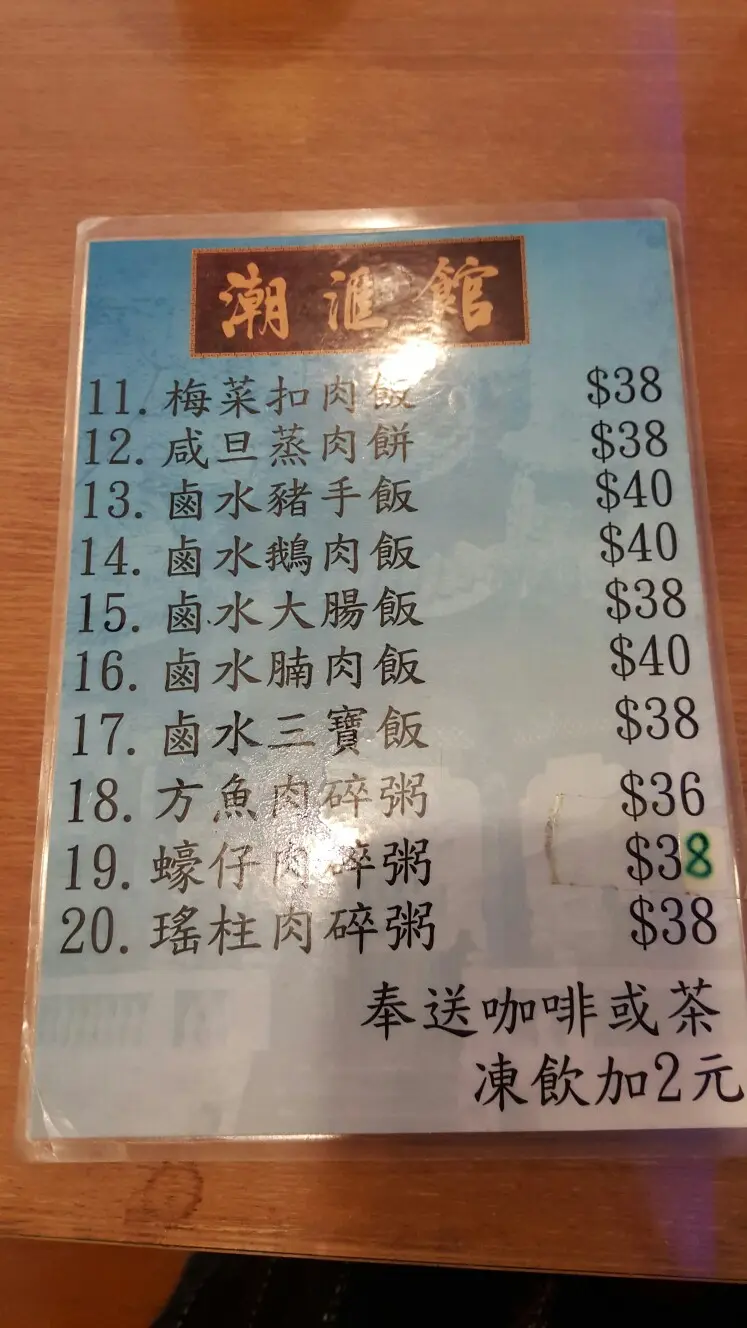 潮滙館
11. 梅菜扣肉飯 $38
12. 咸旦蒸肉餅 $38
13. 鹵水豬手飯 $40
14. 鹵水鵝肉飯 $40
15. 鹵水大腸飯 $38
16. 鹵水腩肉飯 $40
17. 鹵水三寶飯 $38
18. 方魚肉碎粥 $36
19. 蠔仔肉碎粥 $38
20. 瑤柱肉碎粥 $38
奉送咖啡或茶
凍飲加2元